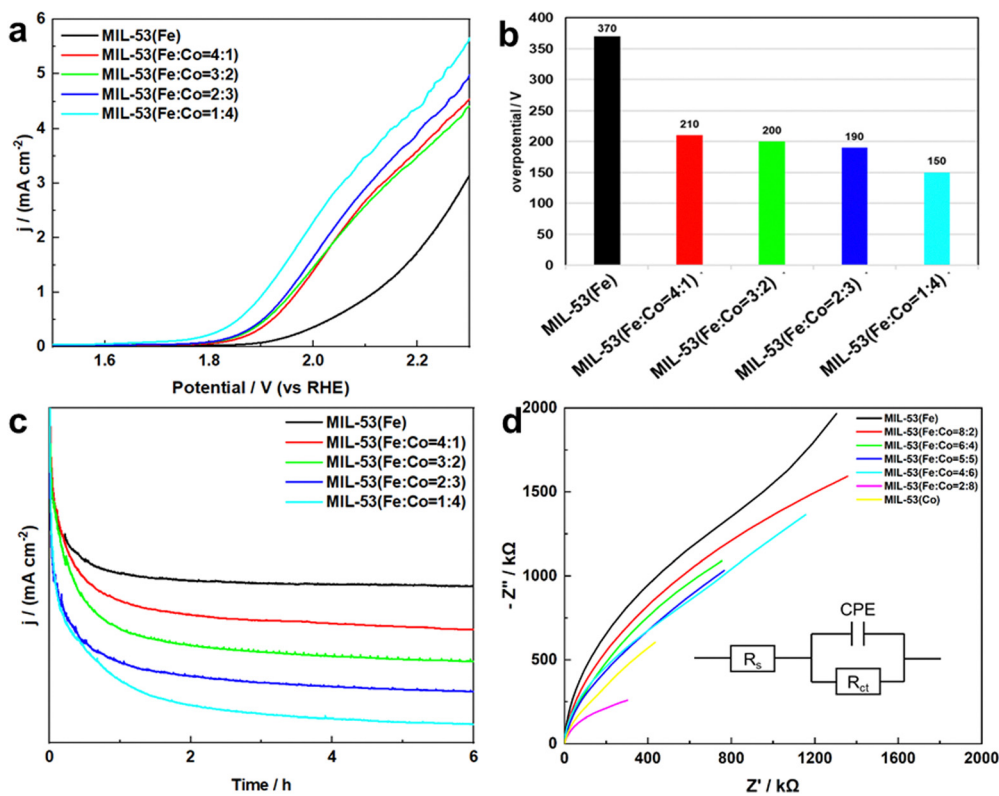 a
6
5
4
3
2
1
0
j / (mA cm⁻²)
MIL-53(Fe)
MIL-53(Fe:Co=4:1)
MIL-53(Fe:Co=3:2)
MIL-53(Fe:Co=2:3)
MIL-53(Fe:Co=1:4)
1.6
1.8
2.0
2.2
Potential / V (vs RHE)
b
400
350
300
250
200
150
100
50
0
overpotential / V
370
210
200
190
150
MIL-53(Fe)
MIL-53(Fe:Co=4:1)
MIL-53(Fe:Co=3:2)
MIL-53(Fe:Co=2:3)
MIL-53(Fe:Co=1:4)
c
j / (mA cm⁻²)
MIL-53(Fe)
MIL-53(Fe:Co=4:1)
MIL-53(Fe:Co=3:2)
MIL-53(Fe:Co=2:3)
MIL-53(Fe:Co=1:4)
0
2
4
6
Time / h
d
2000
1500
1000
500
0
- Z'' / kΩ
MIL-53(Fe)
MIL-53(Fe:Co=8:2)
MIL-53(Fe:Co=6:4)
MIL-53(Fe:Co=5:5)
MIL-53(Fe:Co=4:6)
MIL-53(Fe:Co=2:8)
MIL-53(Co)
CPE
Rs
Rct
0
400
800
1200
1600
2000
Z' / kΩ